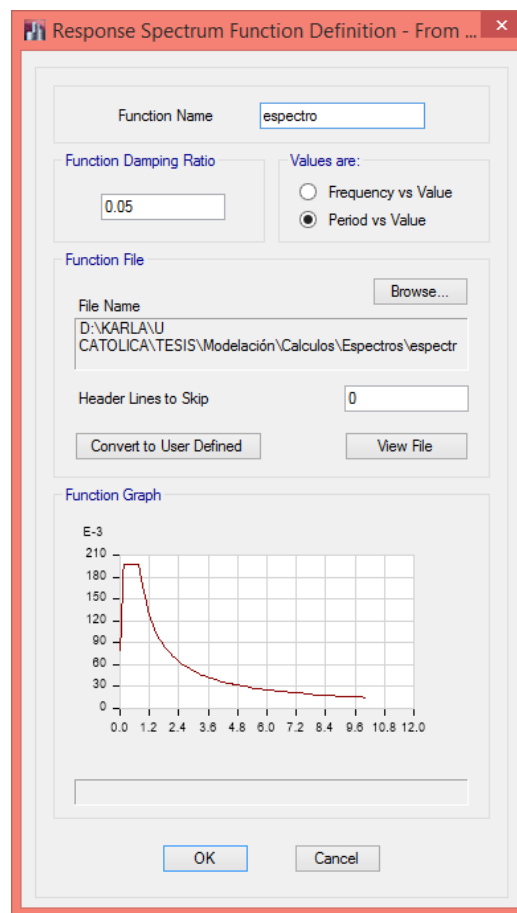 Response Spectrum Function Definition - From ...
Function Name
espectro
Function Damping Ratio
0.05
Values are:
Frequency vs Value
Period vs Value
Function File
Browse...
File Name
D:\KARLA\U
CATOLICA\TESIS\Modelación\Calculos\Espectros\espectr
Header Lines to Skip
0
Convert to User Defined
View File
Function Graph
E-3
210
180
150
120
90
60
30
0
0.0 1.2 2.4 3.6 4.8 6.0 7.2 8.4 9.6 10.8 12.0
OK
Cancel